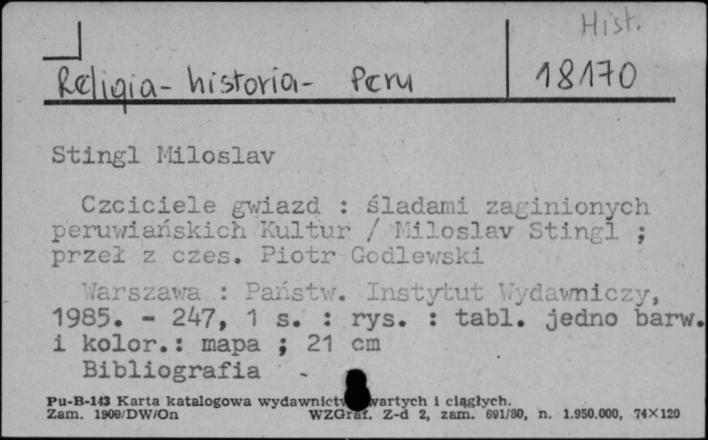 Hist.
Religia - historia - Peru 18170
Stingl Miloslav
Czciciele gwiazd : śladami zaginionych
peruwiańskich Kultur / Miloslav Stingl ;
przeł z czes. Piotr Godlewski
Warszawa : Państw. Instytut Wydawniczy,
1985. - 247, 1 s. : rys. : tabl. jedno barw.
i kolor.: mapa ; 21 cm
Bibliografia -
Pu-B-143 Karta katalogowa wydawnictw zwartych i ciągłych.
Zam. 1900/DW/On WZGraf. Z-d 2, zam. 691/80, n. 1.950.000, 74×120